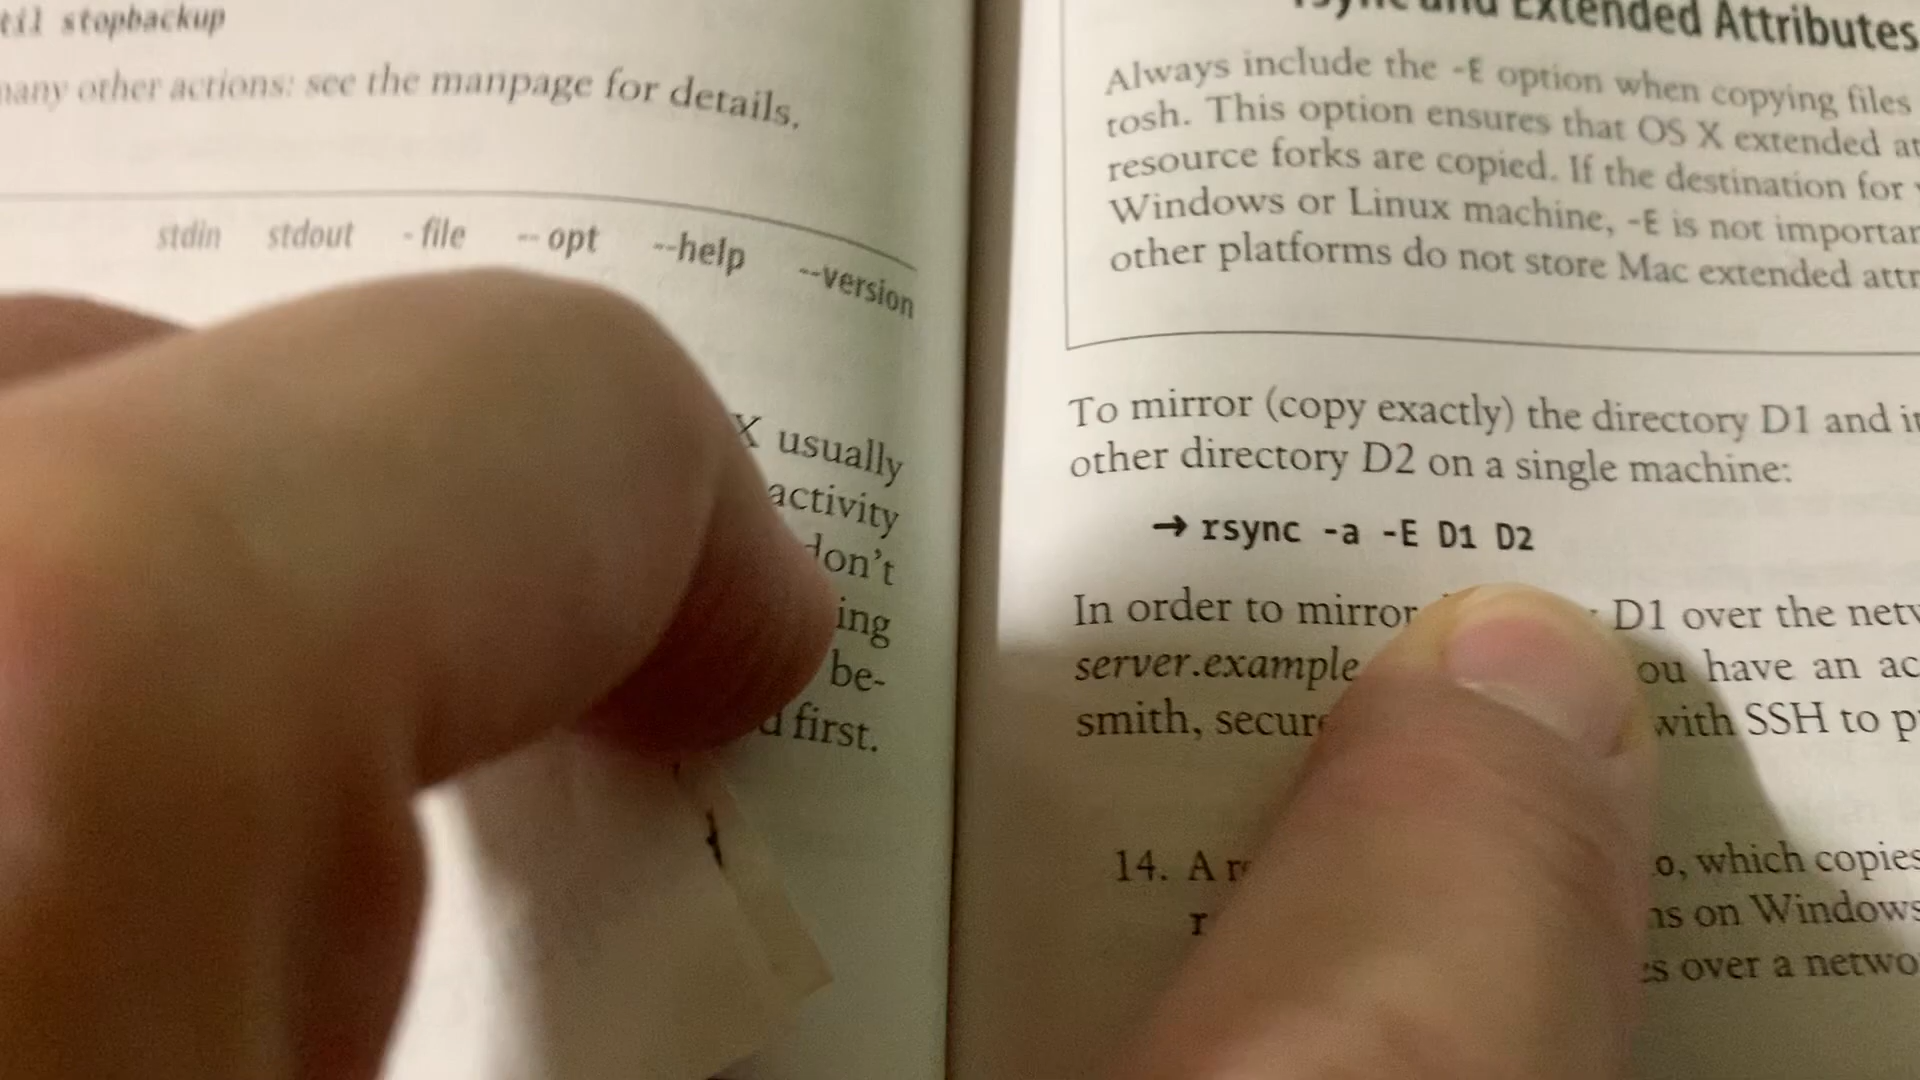 til stopbackup
many other actions: see the manpage for details.
stdin stdout - file -- opt --help --version
X usually
activity
don't
ing
be-
first.
rsync and Extended Attributes
Always include the -E option when copying files
tosh. This option ensures that OS X extended at
resource forks are copied. If the destination for
Windows or Linux machine, -E is not importan
other platforms do not store Mac extended attr
To mirror (copy exactly) the directory D1 and it
other directory D2 on a single machine:
➔ rsync -a -E D1 D2
In order to mirror D1 over the netw
server.example ou have an ac
smith, secure with SSH to p
14. A r o, which copies
r ns on Windows
es over a netwo